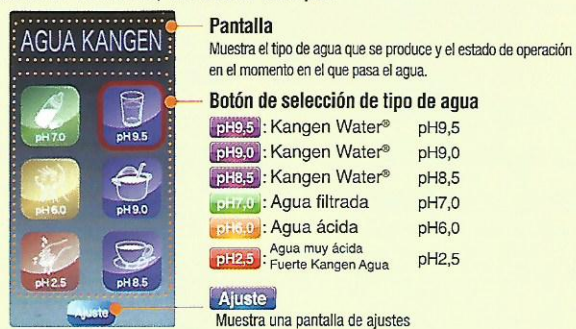 AGUA KANGEN
pH 7.0
pH 9.5
pH 6.0
pH 9.0
pH 2.5
pH 8.5
Ajuste
Pantalla
Muestra el tipo de agua que se produce y el estado de operación
en el momento en el que pasa el agua.
Botón de selección de tipo de agua
pH9,5 : Kangen Water® pH9,5
pH9,0 : Kangen Water® pH9,0
pH8.5 : Kangen Water® pH8,5
pH7,0 : Agua filtrada pH7,0
pH6.0 : Agua ácida pH6,0
pH2,5 : Agua muy ácida
Fuerte Kangen Agua pH2,5
Ajuste
Muestra una pantalla de ajustes